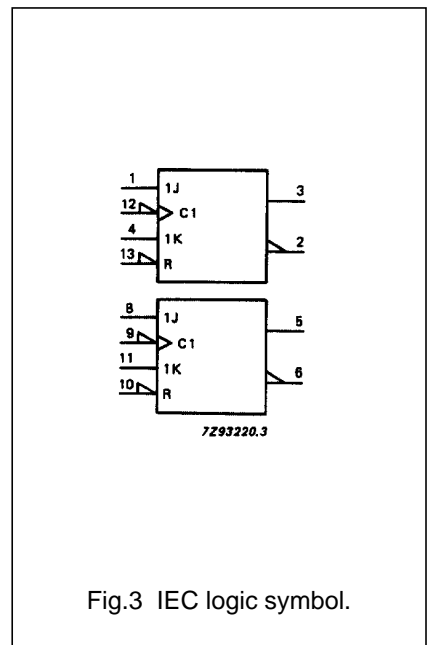 1 1J 3
12 C1
4 1K 2
13 R
8 1J 5
9 C1
11 1K 6
10 R
7Z93220.3
Fig.3 IEC logic symbol.